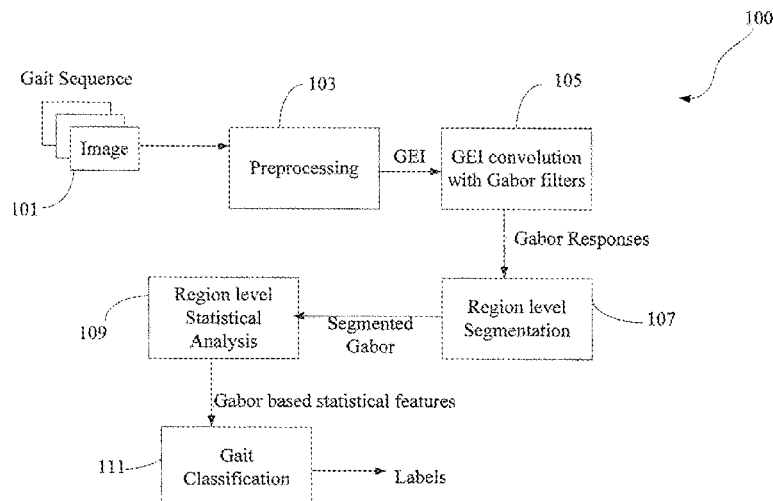 100
Gait Sequence
Image
101
103
Preprocessing
GEI
105
GEI convolution
with Gabor filters
Gabor Responses
109
Region level
Statistical
Analysis
Segmented
Gabor
Region level
Segmentation
107
Gabor based statistical features
111
Gait
Classification
Labels